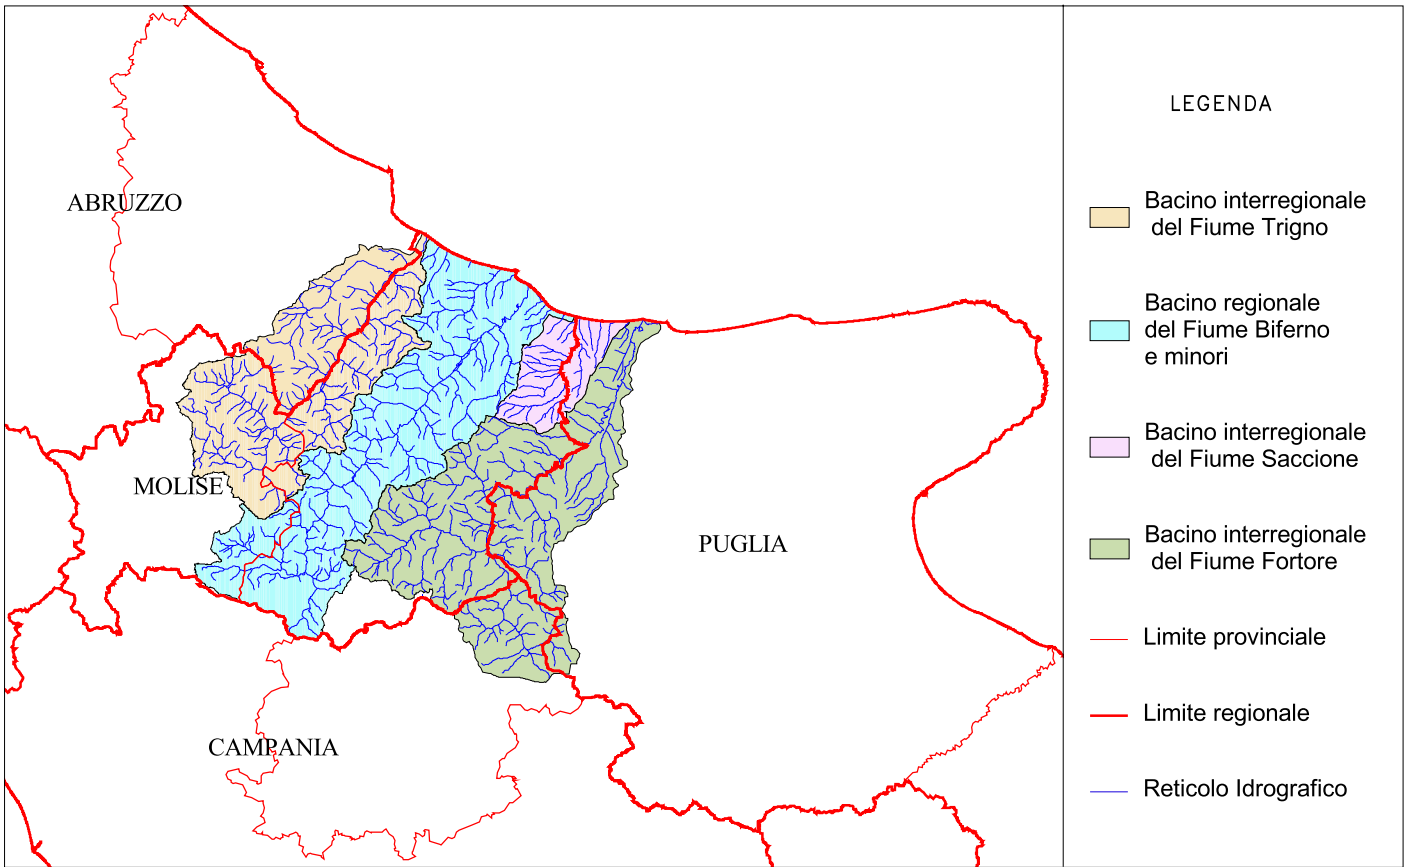 ABRUZZO
MOLISE
PUGLIA
CAMPANIA
LEGENDA
Bacino interregionale
del Fiume Trigno
Bacino regionale
del Fiume Biferno
e minori
Bacino interregionale
del Fiume Saccione
Bacino interregionale
del Fiume Fortore
Limite provinciale
Limite regionale
Reticolo Idrografico